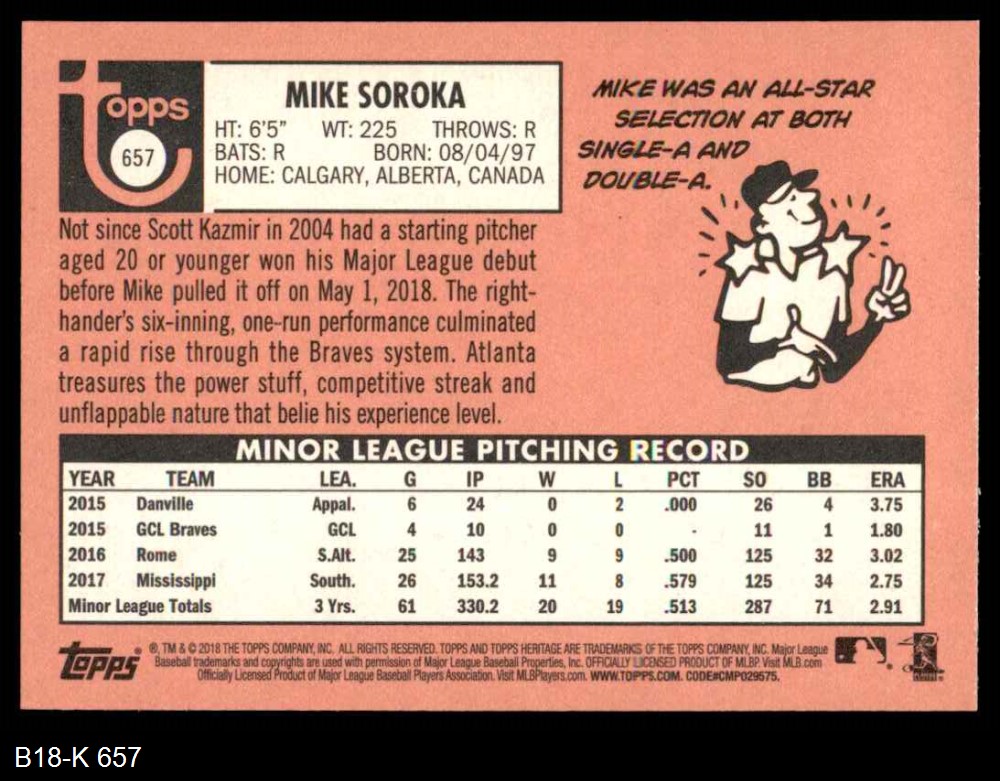 Topps
657
MIKE SOROKA
HT: 6'5" WT: 225 THROWS: R
BATS: R BORN: 08/04/97
HOME: CALGARY, ALBERTA, CANADA
MIKE WAS AN ALL-STAR
SELECTION AT BOTH
SINGLE-A AND
DOUBLE-A.
Not since Scott Kazmir in 2004 had a starting pitcher
aged 20 or younger won his Major League debut
before Mike pulled it off on May 1, 2018. The right-
hander's six-inning, one-run performance culminated
a rapid rise through the Braves system. Atlanta
treasures the power stuff, competitive streak and
unflappable nature that belie his experience level.
MINOR LEAGUE PITCHING RECORD
YEAR TEAM LEA. G IP W L PCT SO BB ERA
2015 Danville Appal. 6 24 0 2 .000 26 4 3.75
2015 GCL Braves GCL 4 10 0 0 - 11 1 1.80
2016 Rome S.Alt. 25 143 9 9 .500 125 32 3.02
2017 Mississippi South. 26 153.2 11 8 .579 125 34 2.75
Minor League Totals 3 Yrs. 61 330.2 20 19 .513 287 71 2.91
Topps
®, TM & © 2018 THE TOPPS COMPANY, INC. ALL RIGHTS RESERVED. TOPPS AND TOPPS HERITAGE ARE TRADEMARKS OF THE TOPPS COMPANY, INC. Major League
Baseball trademarks and copyrights are used with permission of Major League Baseball Properties, Inc. OFFICIALLY LICENSED PRODUCT OF MLBP. Visit MLB.com
Officially Licensed Product of Major League Baseball Players Association. Visit MLBPlayers.com. WWW.TOPPS.COM. CODE#CMP029575.
B18-K 657